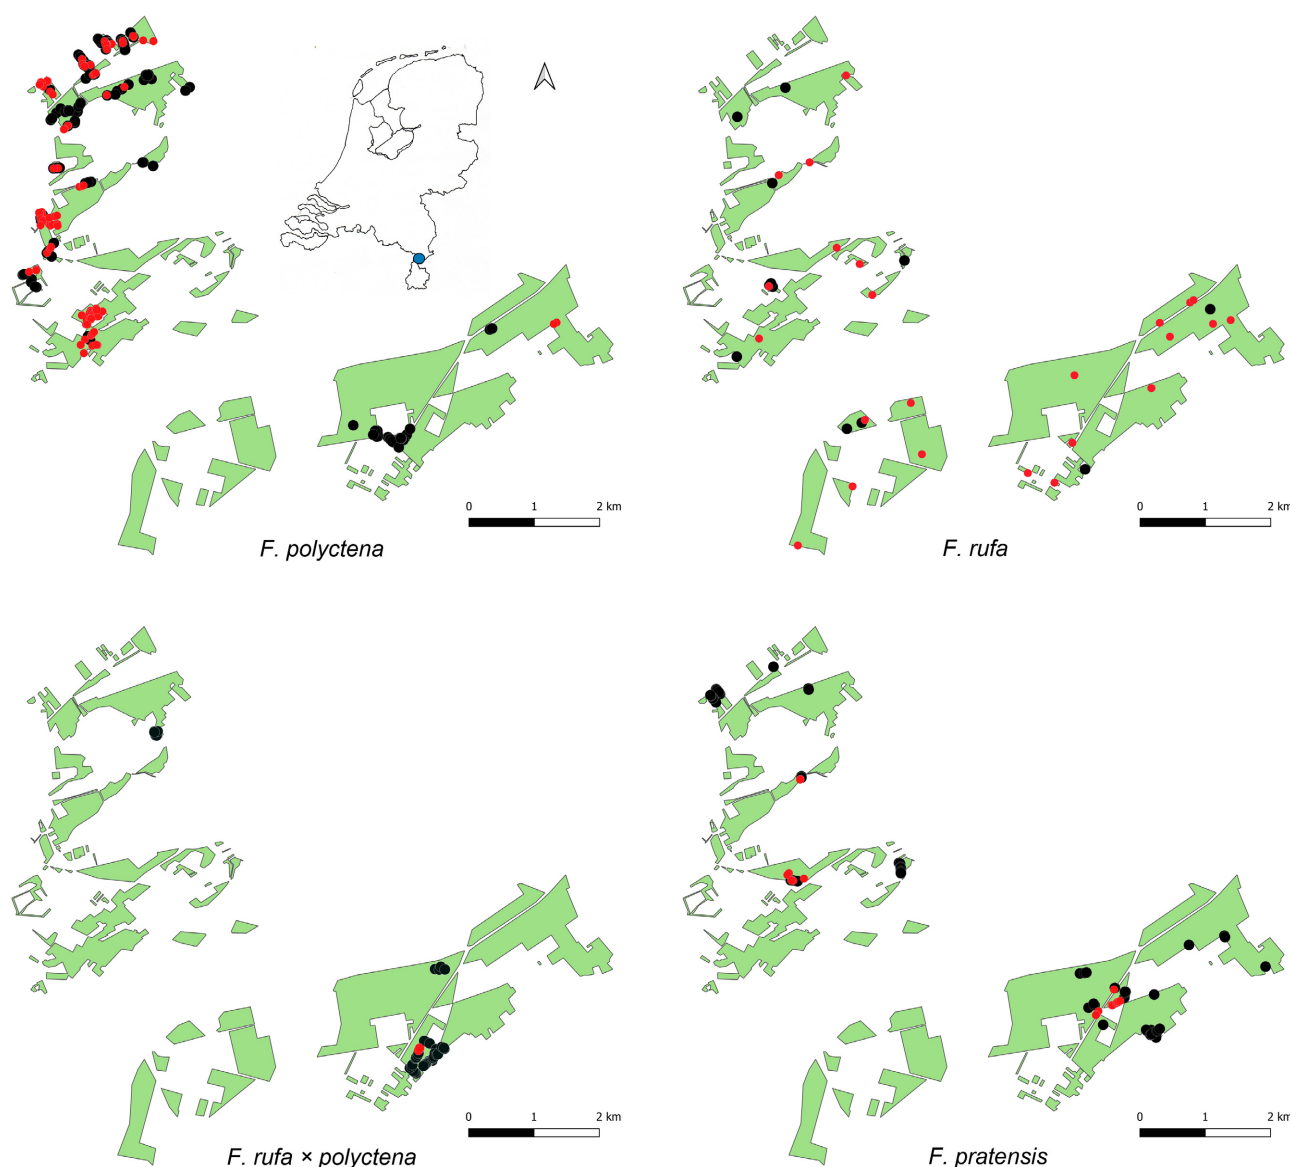 0 1 2 km
0 1 2 km
F. polyctena
F. rufa
0 1 2 km
0 1 2 km
F. rufa × polyctena
F. pratensis